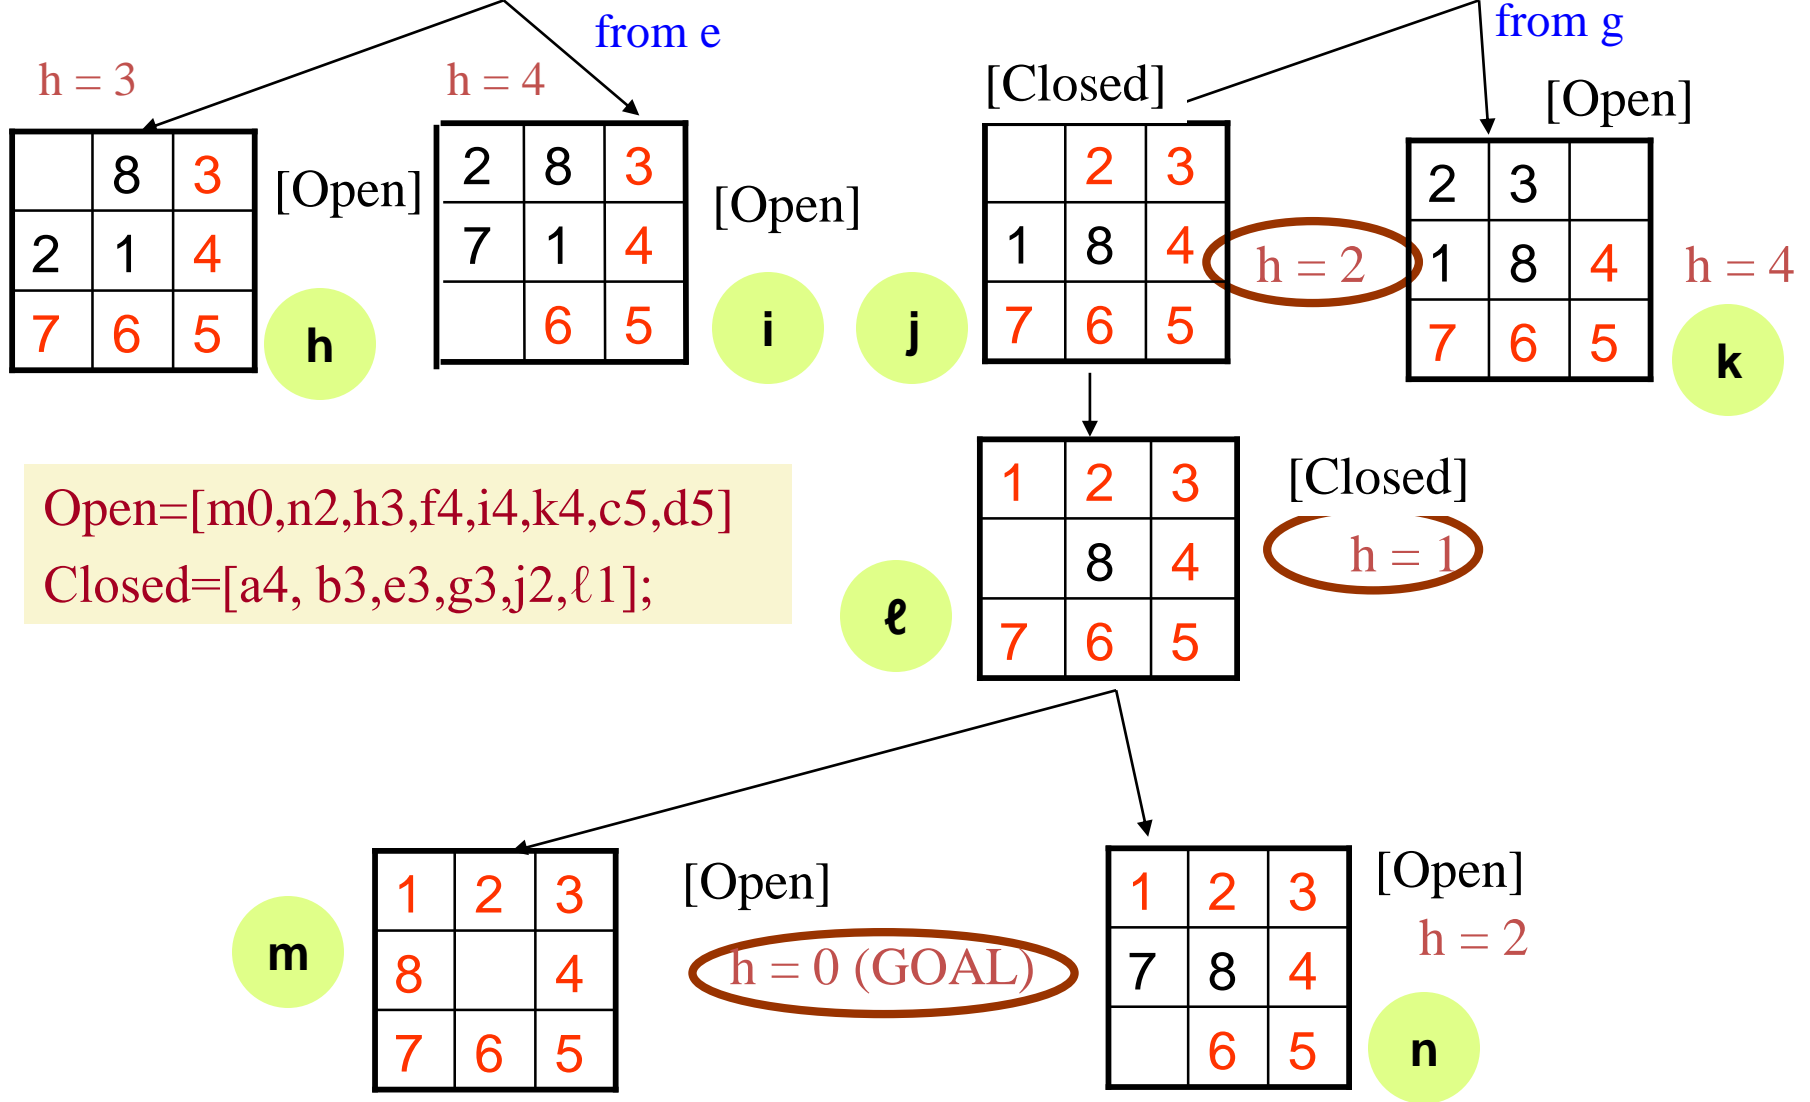 from e
from g
h = 3
h = 4
[Closed]
[Open]
8 3
2 1 4
7 6 5
[Open]
h
2 8 3
7 1 4
6 5
[Open]
i
j
2 3
1 8 4
7 6 5
h = 2
2 3
1 8 4
7 6 5
h = 4
k
Open=[m0,n2,h3,f4,i4,k4,c5,d5]
Closed=[a4, b3,e3,g3,j2,ℓ1];
ℓ
1 2 3
8 4
7 6 5
[Closed]
h = 1
m
1 2 3
8 4
7 6 5
[Open]
h = 0 (GOAL)
1 2 3
7 8 4
6 5
[Open]
h = 2
n